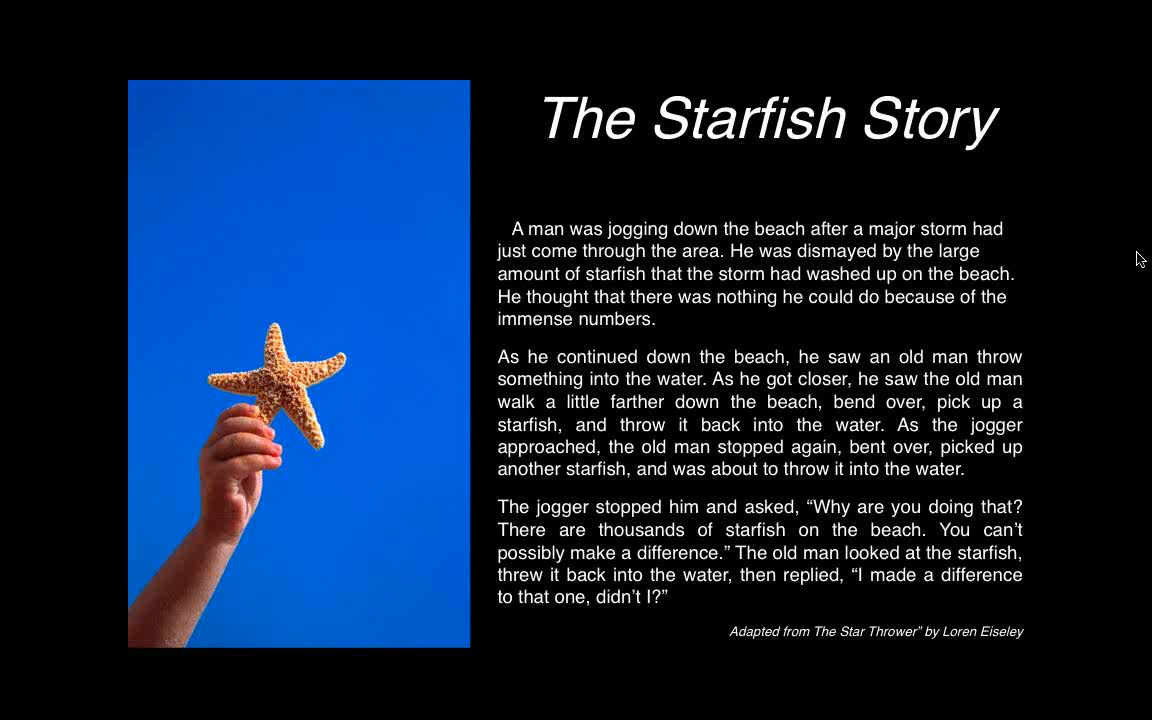 The Starfish Story
A man was jogging down the beach after a major storm had
just come through the area. He was dismayed by the large
amount of starfish that the storm had washed up on the beach.
He thought that there was nothing he could do because of the
immense numbers.
As he continued down the beach, he saw an old man throw
something into the water. As he got closer, he saw the old man
walk a little farther down the beach, bend over, pick up a
starfish, and throw it back into the water. As the jogger
approached, the old man stopped again, bent over, picked up
another starfish, and was about to throw it into the water.
The jogger stopped him and asked, “Why are you doing that?
There are thousands of starfish on the beach. You can’t
possibly make a difference.” The old man looked at the starfish,
threw it back into the water, then replied, “I made a difference
to that one, didn’t I?”
Adapted from The Star Thrower” by Loren Eiseley